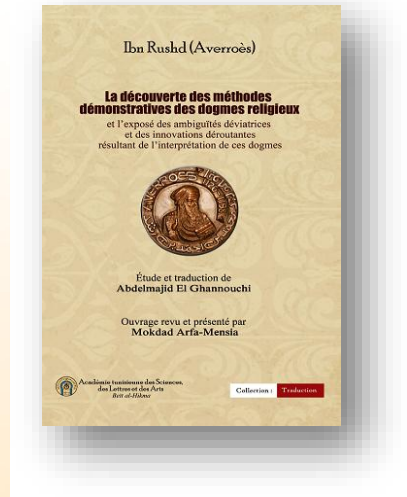 Ibn Rushd (Averroès)
La découverte des méthodes
démonstratives des dogmes religieux
et l'exposé des ambiguïtés déviatrices
et des innovations déroutantes
résultant de l'interprétation de ces dogmes
AVERROES
Étude et traduction de
Abdelmajid El Ghannouchi
Ouvrage revu et présenté par
Mokdad Arfa-Mensia
Académie tunisienne des Sciences,
des Lettres et des Arts
Beït al-Hikma
Collection : Traduction